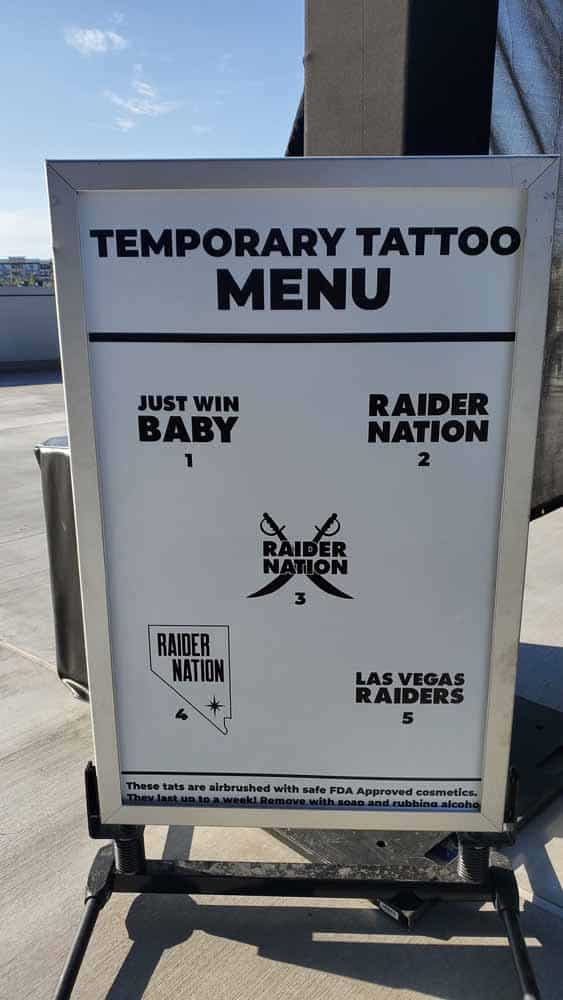 TEMPORARY TATTOO
MENU
JUST WIN
BABY
1
RAIDER
NATION
2
RAIDER
NATION
3
RAIDER
NATION
4
LAS VEGAS
RAIDERS
5
These tats are airbrushed with safe FDA Approved cosmetics.
They last up to a week! Remove with soap and rubbing alcoho